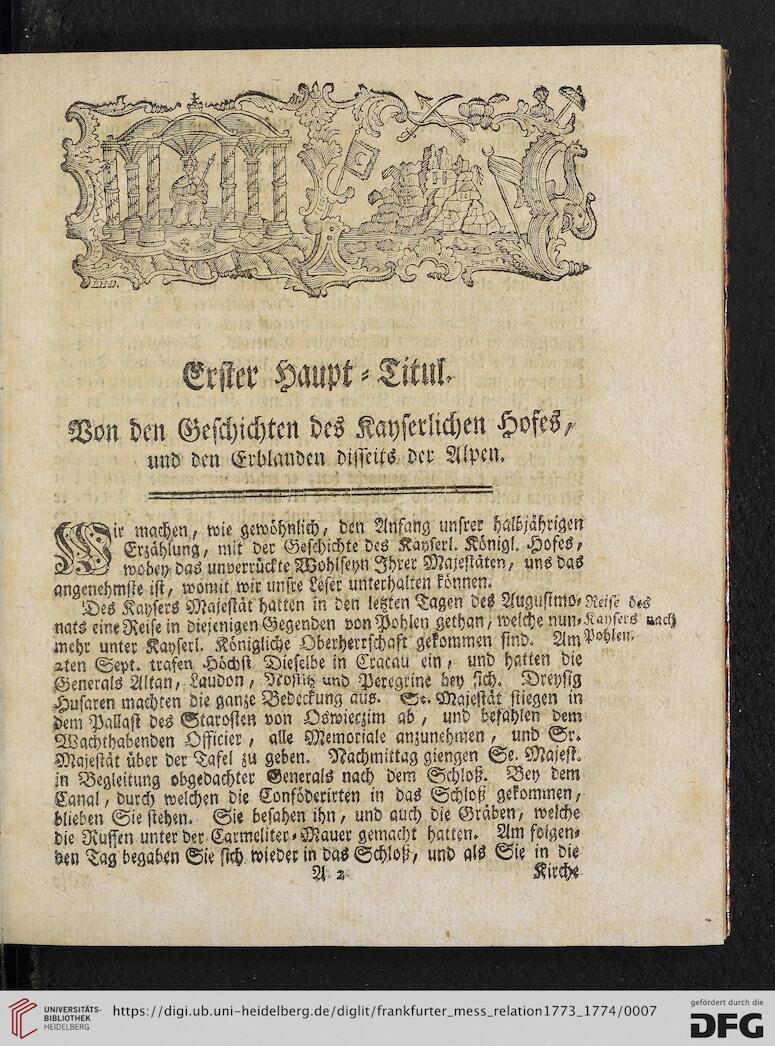 Erster Haupt-Titul.
Von den Geschichten des Kayserlichen Hofes,
und den Erblanden disseits der Alpen.
Wir machen, wie gewöhnlich, den Anfang unsrer halbjährigen
Erzählung, mit der Geschichte des Kayserl. Königl. Hofes,
wobey das unverrückte Wohlseyn Ihrer Majestäten, uns das
angenehmste ist, womit wir unsre Leser unterhalten können.
Des Kaysers Majestät hatten in den letzten Tagen des Augustmo-
nats eine Reise in diejenigen Gegenden von Pohlen gethan, welche nun-
mehr unter Kayserl. Königliche Oberherrschaft gekommen sind. Am
2ten Sept. trafen Höchst Dieselbe in Cracau ein, und hatten die
Generals Altan, Laudon, Nostitz und Peregrine bey sich. Dreysig
Husaren machten die ganze Bedeckung aus. Se. Majestät stiegen in
dem Pallast des Starosten von Oswieczim ab, und befahlen dem
Wachthabenden Officier, alle Memoriale anzunehmen, und Sr.
Majestät über der Tafel zu geben. Nachmittag giengen Se. Majest.
in Begleitung obgedachter Generals nach dem Schloß. Bey dem
Canal, durch welchen die Conföderirten in das Schloß gekommen,
blieben Sie stehen. Sie besahen ihn, und auch die Gräben, welche
die Russen unter der Carmeliter-Mauer gemacht hatten. Am folgen-
den Tag begaben Sie sich wieder in das Schloß, und als Sie in die
Reise des
Kaysers nach
Pohlen.
A 2
Kirche
UNIVERSITÄTS-
BIBLIOTHEK
HEIDELBERG
https://digi.ub.uni-heidelberg.de/diglit/frankfurter_mess_relation1773_1774/0007
gefördert durch die
DFG